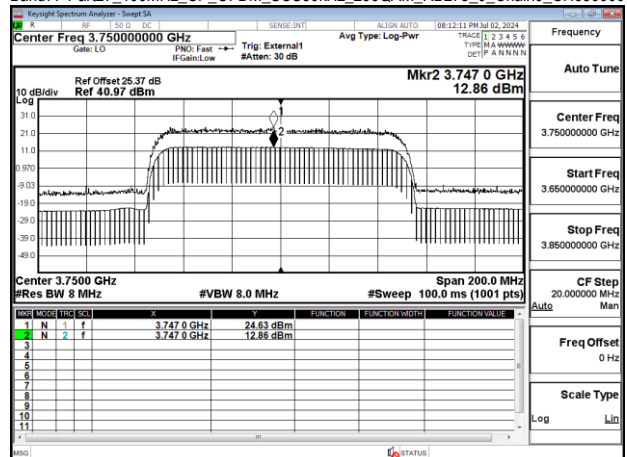 Keysight Spectrum Analyzer - Swept SA
R RF 50 Ω DC SENSE:INT ALIGN AUTO 08:12:11 PM Jul 02, 2024
Center Freq 3.750000000 GHz
Gate: LO
PNO: Fast
IFGain:Low
Trig: External1
#Atten: 30 dB
Avg Type: Log-Pwr
TRACE 1 2 3 4 5 6
TYPE M A W W W W
DET P A N N N N
Frequency
Auto Tune
Ref Offset 25.37 dB
10 dB/div Ref 40.97 dBm
Log
Mkr2 3.747 0 GHz
12.86 dBm
31.0
21.0
11.0
0.970
-9.03
-19.0
-29.0
-39.0
-49.0
1
2
Center Freq
3.750000000 GHz
Start Freq
3.650000000 GHz
Stop Freq
3.850000000 GHz
Center 3.7500 GHz
Span 200.0 MHz
#Res BW 8 MHz
#VBW 8.0 MHz
#Sweep 100.0 ms (1001 pts)
CF Step
20.000000 MHz
Auto Man
MKR MODE TRC SCL X Y FUNCTION FUNCTION WIDTH FUNCTION VALUE
1 N 1 f 3.747 0 GHz 24.63 dBm
2 N 2 f 3.747 0 GHz 12.86 dBm
3
4
5
6
7
8
9
10
11
Freq Offset
0 Hz
Scale Type
Log Lin
MSG
STATUS